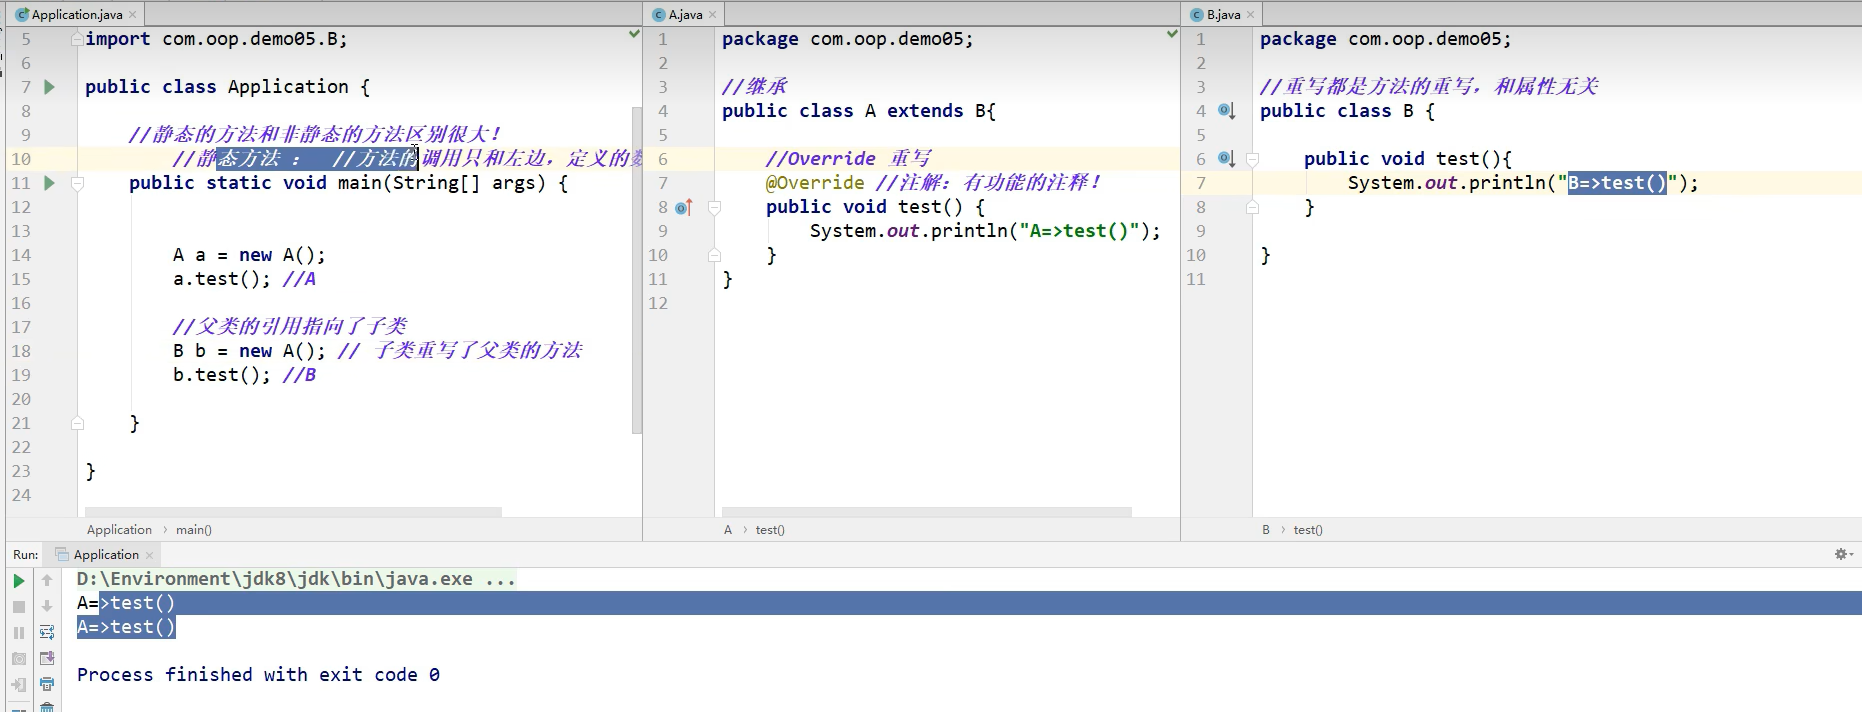 Application.java
A.java
B.java
5 import com.oop.demo05.B;
6
7 public class Application {
8
9 //静态的方法和非静态的方法区别很大!
10 //静态方法 : //方法的调用只和左边,定义的数
11 public static void main(String[] args) {
12
13
14 A a = new A();
15 a.test(); //A
16
17 //父类的引用指向了子类
18 B b = new A(); // 子类重写了父类的方法
19 b.test(); //B
20
21 }
22
23 }
24
Application > main()
1 package com.oop.demo05;
2
3 //继承
4 public class A extends B{
5
6 //Override 重写
7 @Override //注解: 有功能的注释!
8 public void test() {
9 System.out.println("A=>test()");
10 }
11 }
12
A > test()
1 package com.oop.demo05;
2
3 //重写都是方法的重写, 和属性无关
4 public class B {
5
6 public void test(){
7 System.out.println("B=>test()");
8 }
9
10 }
11
B > test()
Run: Application
D:\Environment\jdk8\jdk\bin\java.exe ...
A=>test()
A=>test()
Process finished with exit code 0